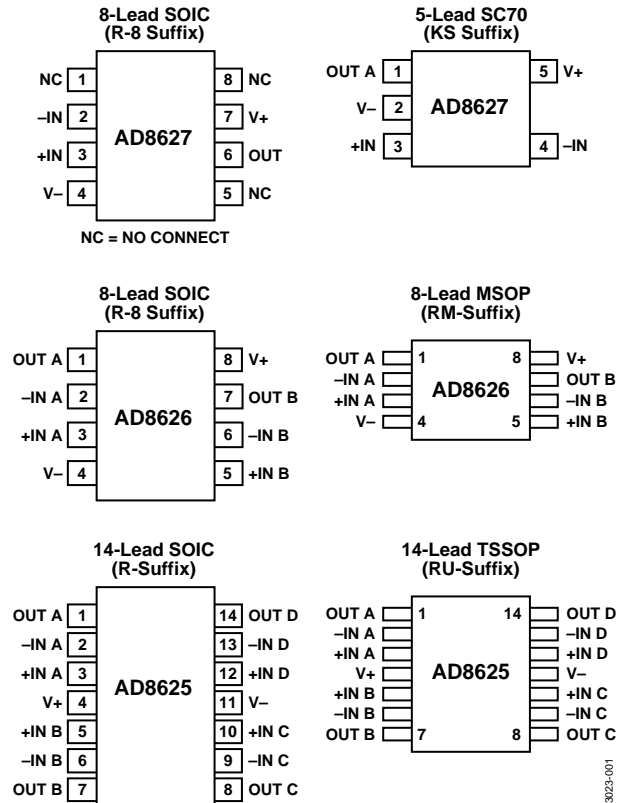 8-Lead SOIC
(R-8 Suffix)
NC 1 8 NC
–IN 2 7 V+
AD8627
+IN 3 6 OUT
V– 4 5 NC
NC = NO CONNECT
5-Lead SC70
(KS Suffix)
OUT A 1 5 V+
V– 2 AD8627
+IN 3 4 –IN
8-Lead SOIC
(R-8 Suffix)
OUT A 1 8 V+
–IN A 2 7 OUT B
AD8626
+IN A 3 6 –IN B
V– 4 5 +IN B
8-Lead MSOP
(RM-Suffix)
OUT A 1 8 V+
–IN A OUT B
AD8626
+IN A –IN B
V– 4 5 +IN B
14-Lead SOIC
(R-Suffix)
OUT A 1 14 OUT D
–IN A 2 13 –IN D
+IN A 3 12 +IN D
AD8625
V+ 4 11 V–
+IN B 5 10 +IN C
–IN B 6 9 –IN C
OUT B 7 8 OUT C
14-Lead TSSOP
(RU-Suffix)
OUT A 1 14 OUT D
–IN A –IN D
+IN A +IN D
V+ AD8625 V–
+IN B +IN C
–IN B –IN C
OUT B 7 8 OUT C
3023-001